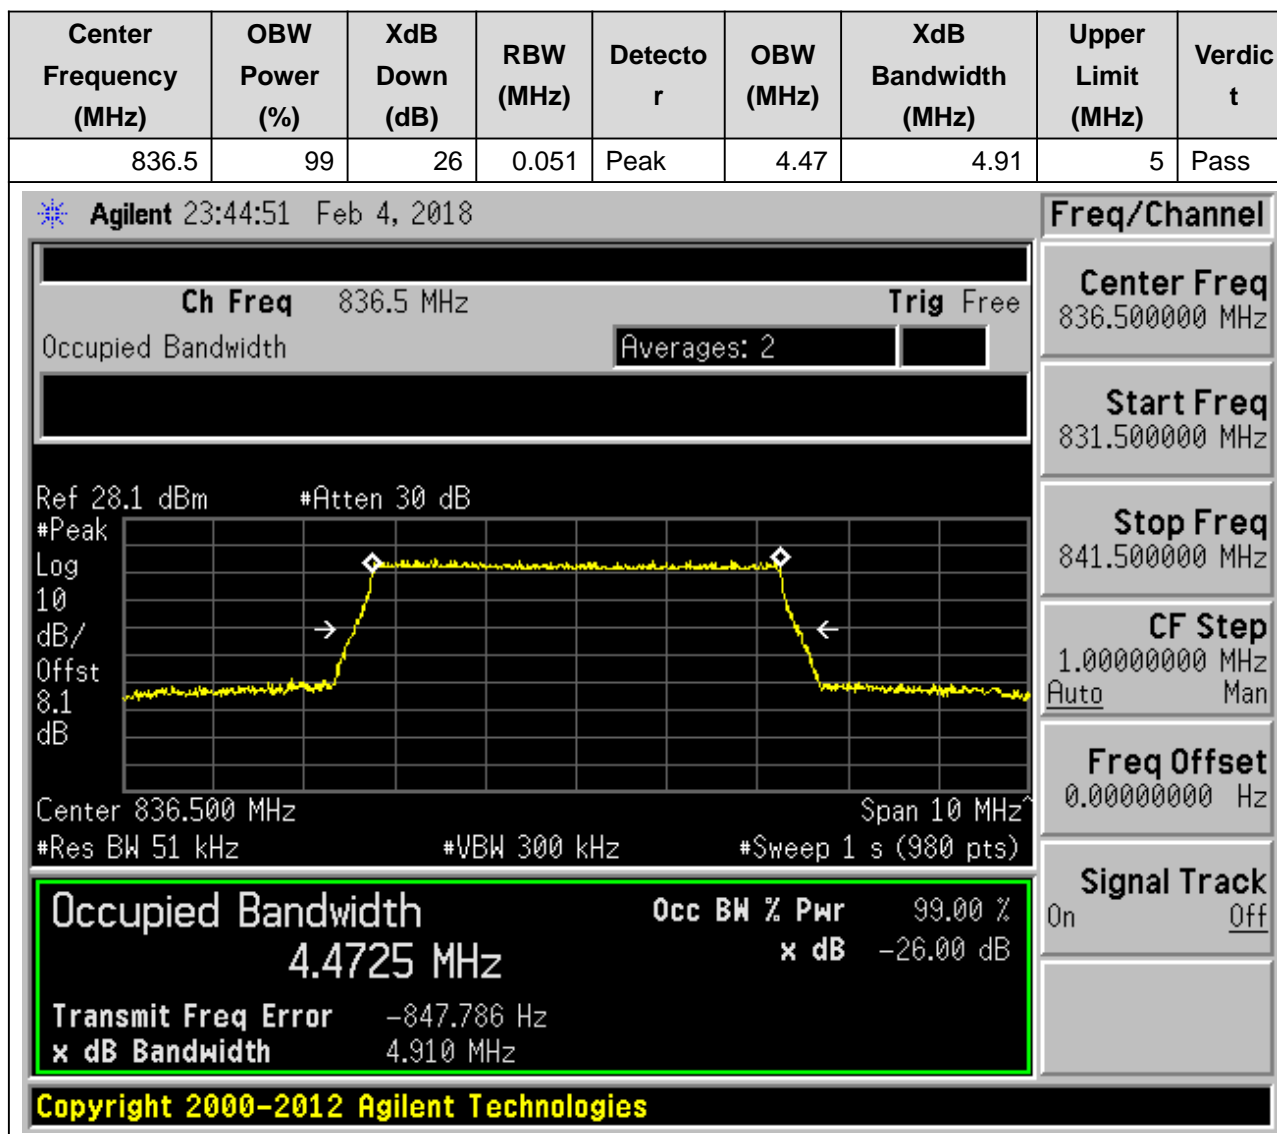 Center Frequency (MHz) OBW Power (%) XdB Down (dB) RBW (MHz) Detecto r OBW (MHz) XdB Bandwidth (MHz) Upper Limit (MHz) Verdic t
836.5 99 26 0.051 Peak 4.47 4.91 5 Pass
Agilent 23:44:51 Feb 4, 2018
Ch Freq 836.5 MHz Trig Free
Occupied Bandwidth Averages: 2
Ref 28.1 dBm #Atten 30 dB
#Peak
Log
10
dB/
Offst
8.1
dB
Center 836.500 MHz Span 10 MHz^
#Res BW 51 kHz #VBW 300 kHz #Sweep 1 s (980 pts)
Occupied Bandwidth Occ BW % Pwr 99.00 %
4.4725 MHz x dB -26.00 dB
Transmit Freq Error -847.786 Hz
x dB Bandwidth 4.910 MHz
Copyright 2000-2012 Agilent Technologies
Freq/Channel
Center Freq
836.500000 MHz
Start Freq
831.500000 MHz
Stop Freq
841.500000 MHz
CF Step
1.00000000 MHz
Auto Man
Freq Offset
0.00000000 Hz
Signal Track
On Off